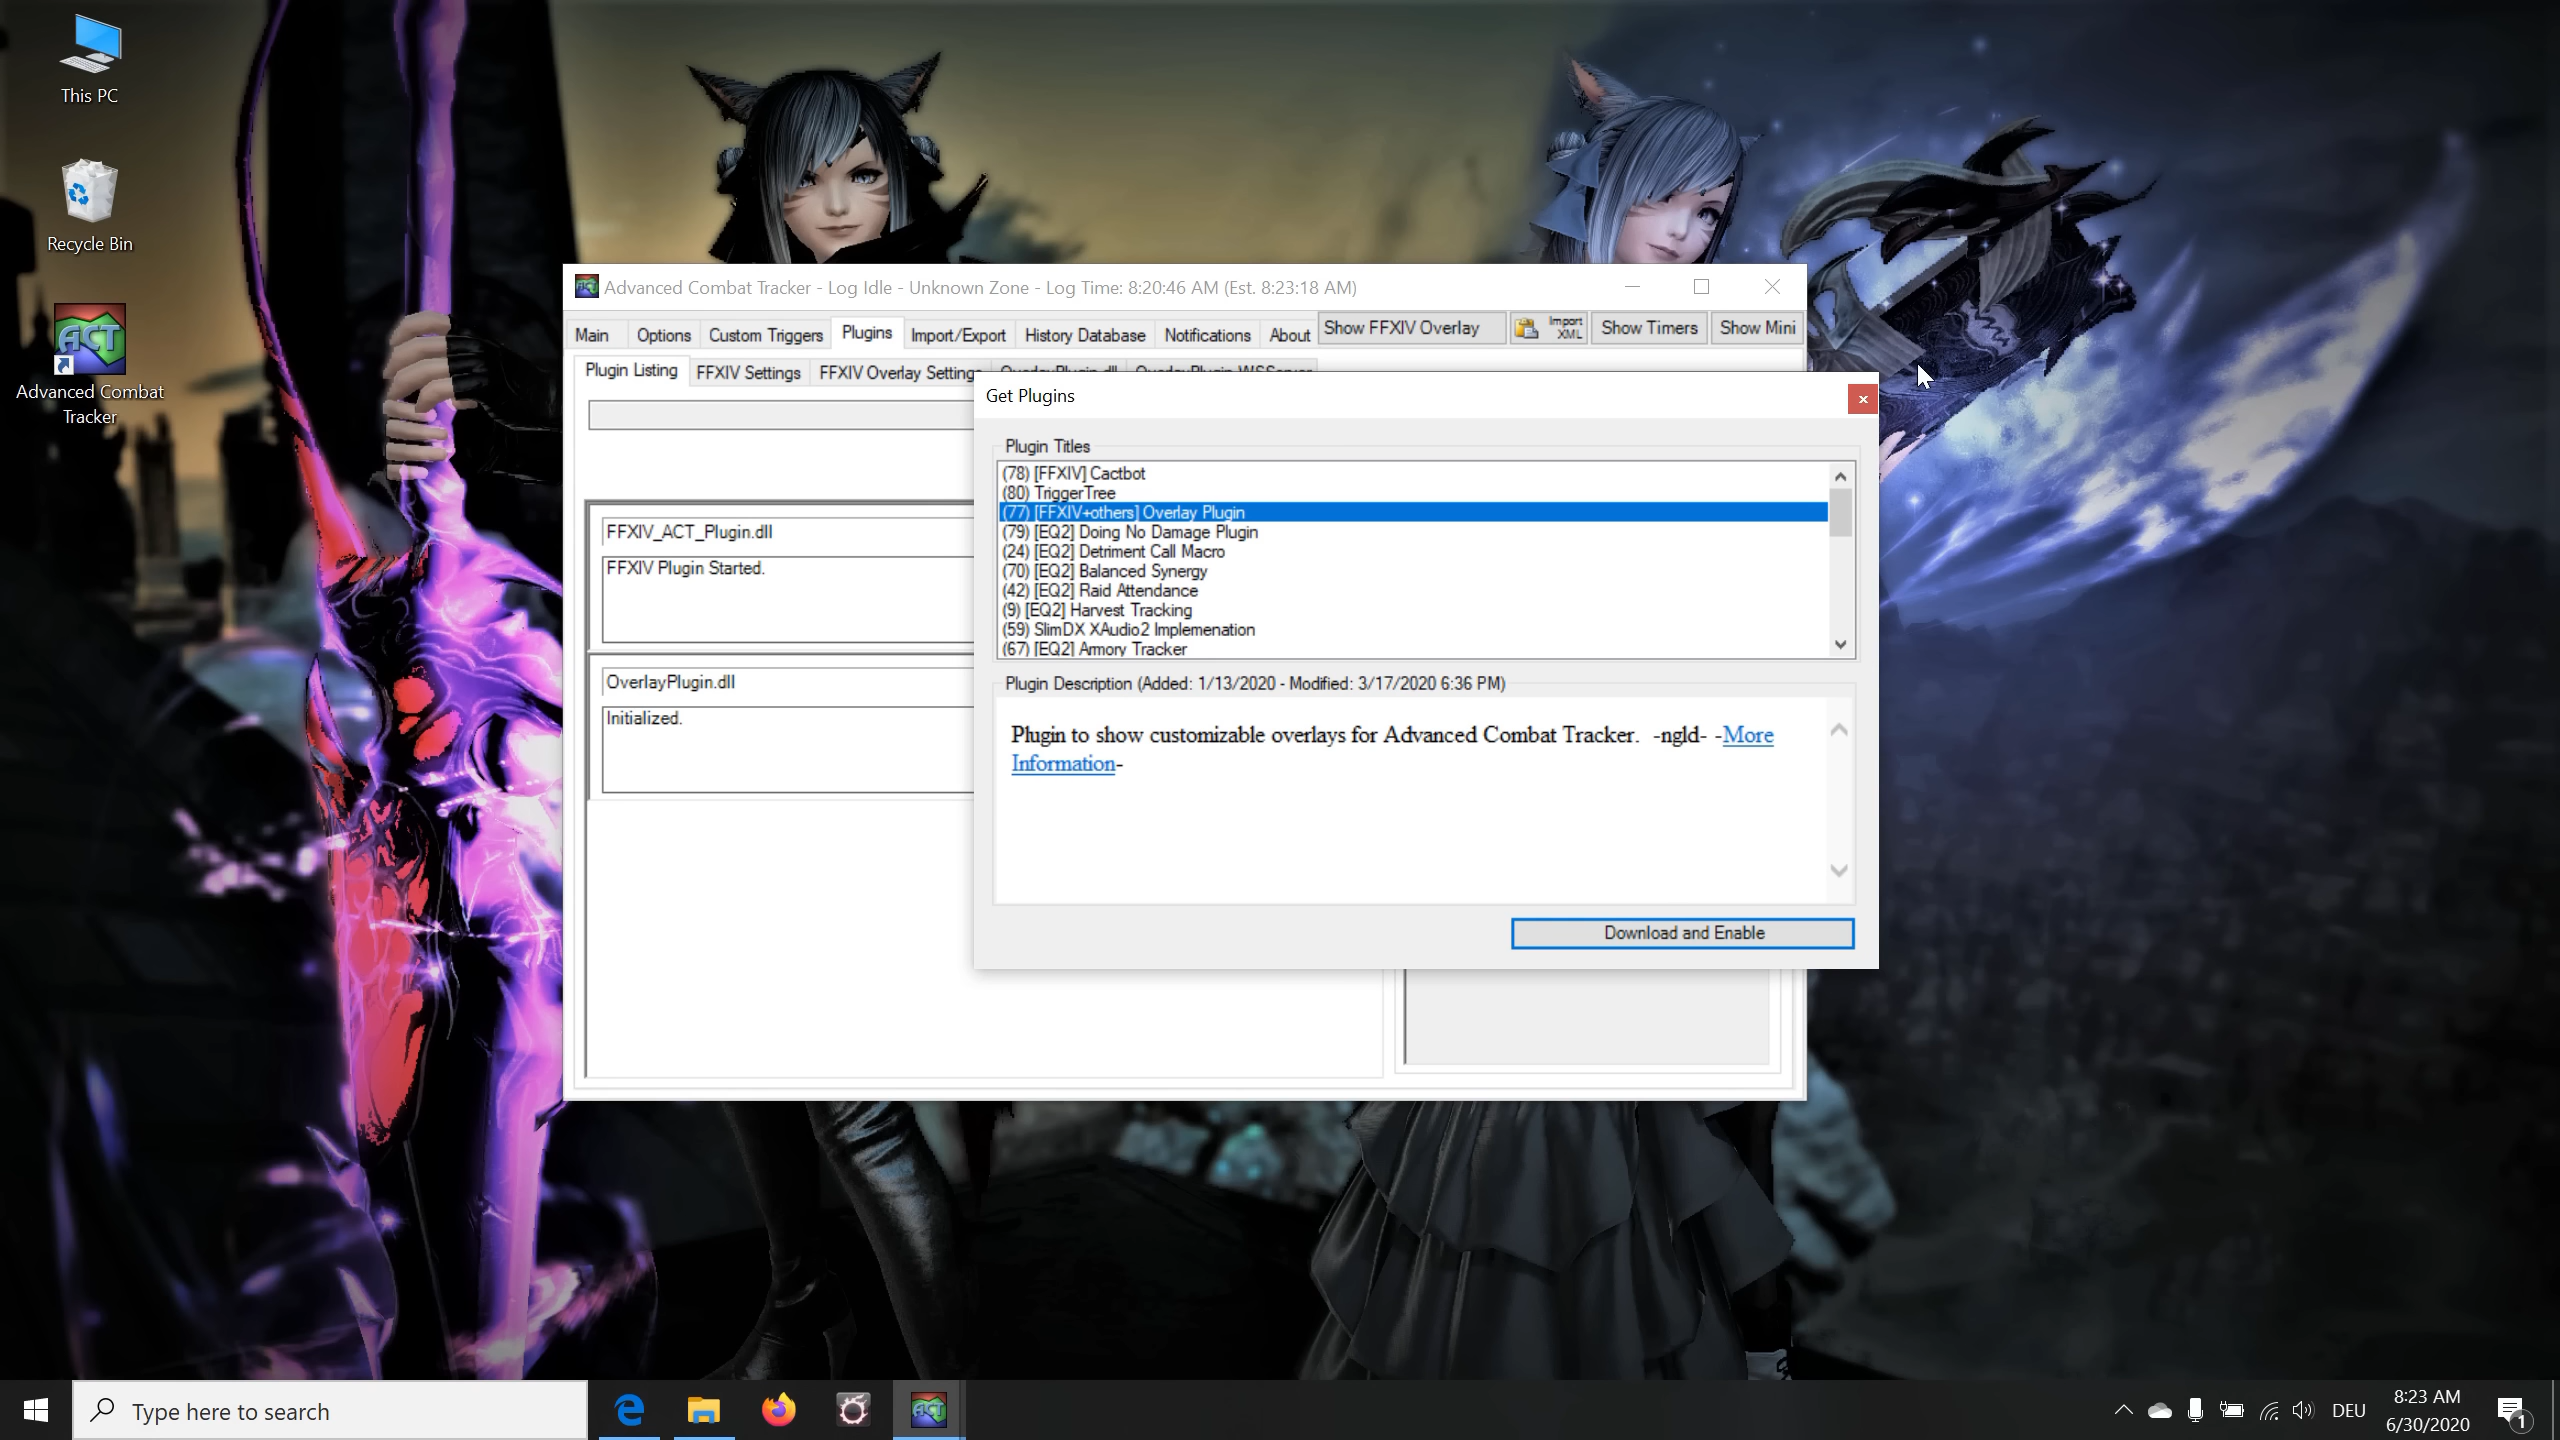 This PC
Recycle Bin
ACT
Advanced Combat
Tracker
Advanced Combat Tracker - Log Idle - Unknown Zone - Log Time: 8:20:46 AM (Est. 8:23:18 AM)
Main Options Custom Triggers Plugins Import/Export History Database Notifications About Show FFXIV Overlay Import XML Show Timers Show Mini
Plugin Listing FFXIV Settings FFXIV Overlay Settings OverlayPlugin.dll OverlayPlugin WSServer
FFXIV_ACT_Plugin.dll
FFXIV Plugin Started.
OverlayPlugin.dll
Initialized.
Get Plugins
x
Plugin Titles
(78) [FFXIV] Cactbot
(80) TriggerTree
(77) [FFXIV+others] Overlay Plugin
(79) [EQ2] Doing No Damage Plugin
(24) [EQ2] Detriment Call Macro
(70) [EQ2] Balanced Synergy
(42) [EQ2] Raid Attendance
(9) [EQ2] Harvest Tracking
(59) SlimDX XAudio2 Implemenation
(67) [EQ2] Armory Tracker
Plugin Description (Added: 1/13/2020 - Modified: 3/17/2020 6:36 PM)
Plugin to show customizable overlays for Advanced Combat Tracker. -ngld- -More
Information-
Download and Enable
Type here to search
ACT
DEU
8:23 AM
6/30/2020
1